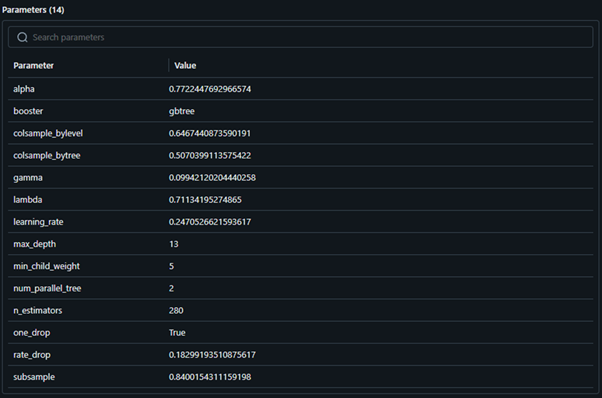 Parameters (14)
Search parameters
Parameter Value
alpha 0.7722447692966574
booster gbtree
colsample_bylevel 0.6467440873590191
colsample_bytree 0.5070399113575422
gamma 0.09942120204440258
lambda 0.71134195274865
learning_rate 0.2470526621593617
max_depth 13
min_child_weight 5
num_parallel_tree 2
n_estimators 280
one_drop True
rate_drop 0.18299193510875617
subsample 0.8400154311159198